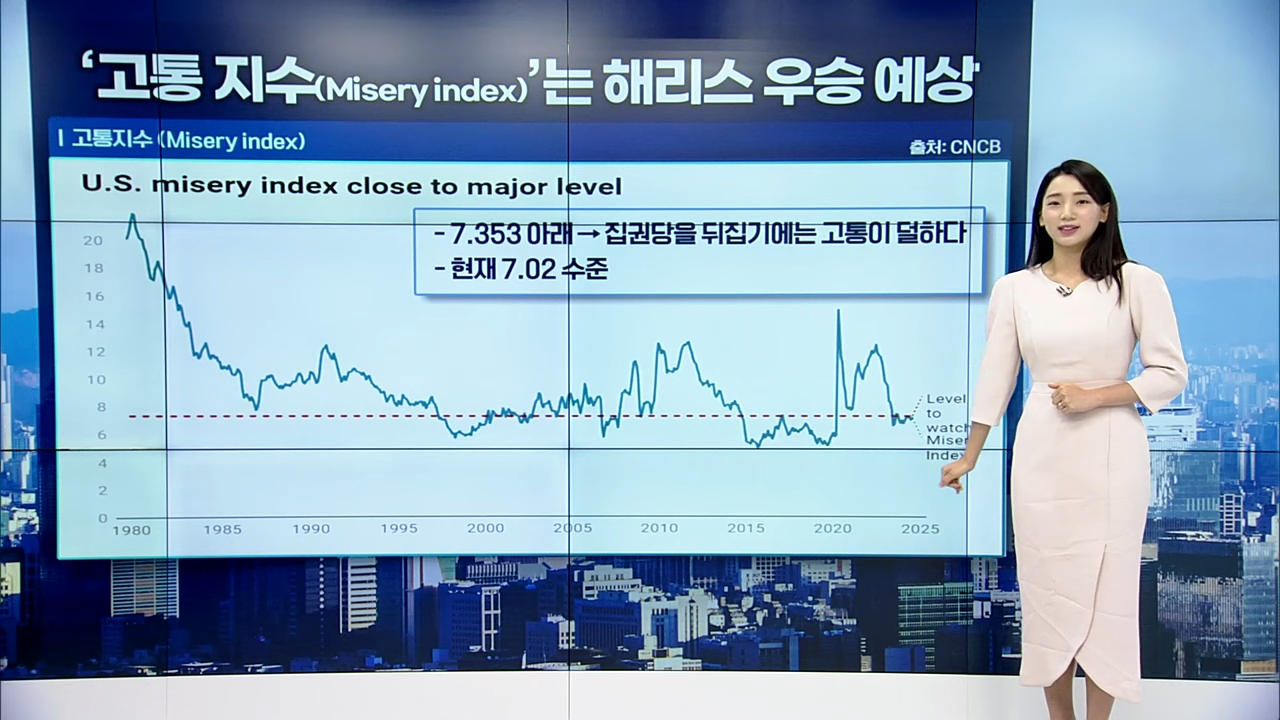 ‘고통 지수(Misery index)’는 해리스 우승 예상
| 고통지수 (Misery index)
출처: CNCB
U.S. misery index close to major level
- 7.353 아래→ 집권당을 뒤집기에는 고통이 덜하다
- 현재 7.02 수준
20
18
16
14
12
10
8
6
4
2
0
Level
to
watch
Miser
Index
1980 1985 1990 1995 2000 2005 2010 2015 2020 2025